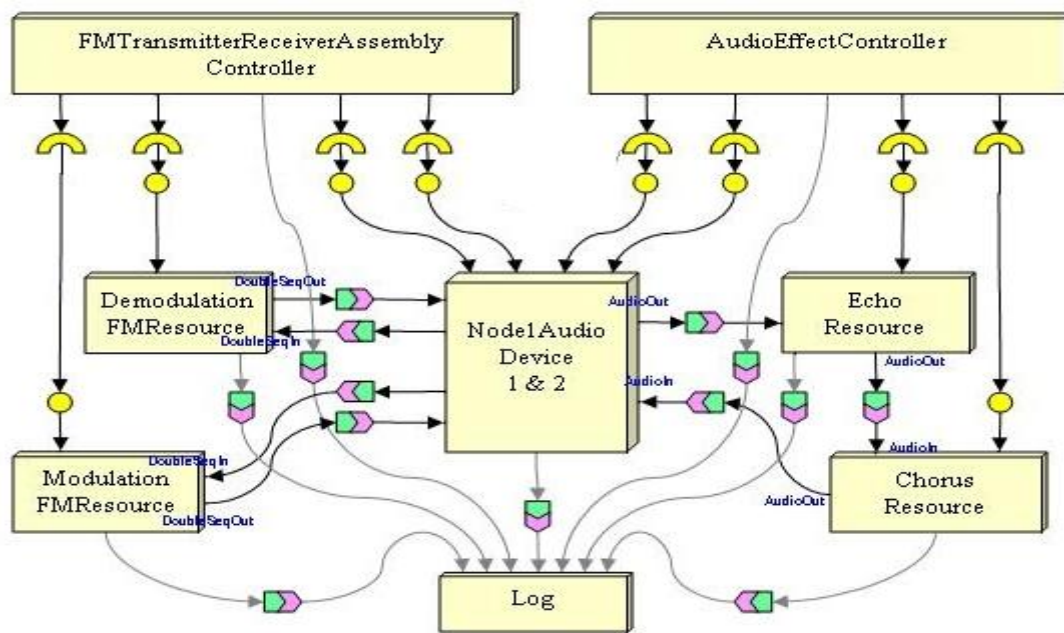 FMTransmitterReceiverAssembly
Controller
AudioEffectController
DoubleSeqOut
Demodulation
FMResource
DoubleSeqIn
Node1Audio
Device
1 & 2
AudioOut
AudioIn
Echo
Resource
AudioOut
DoubleSeqIn
Modulation
FMResource
DoubleSeqOut
AudioIn
Chorus
Resource
AudioOut
Log